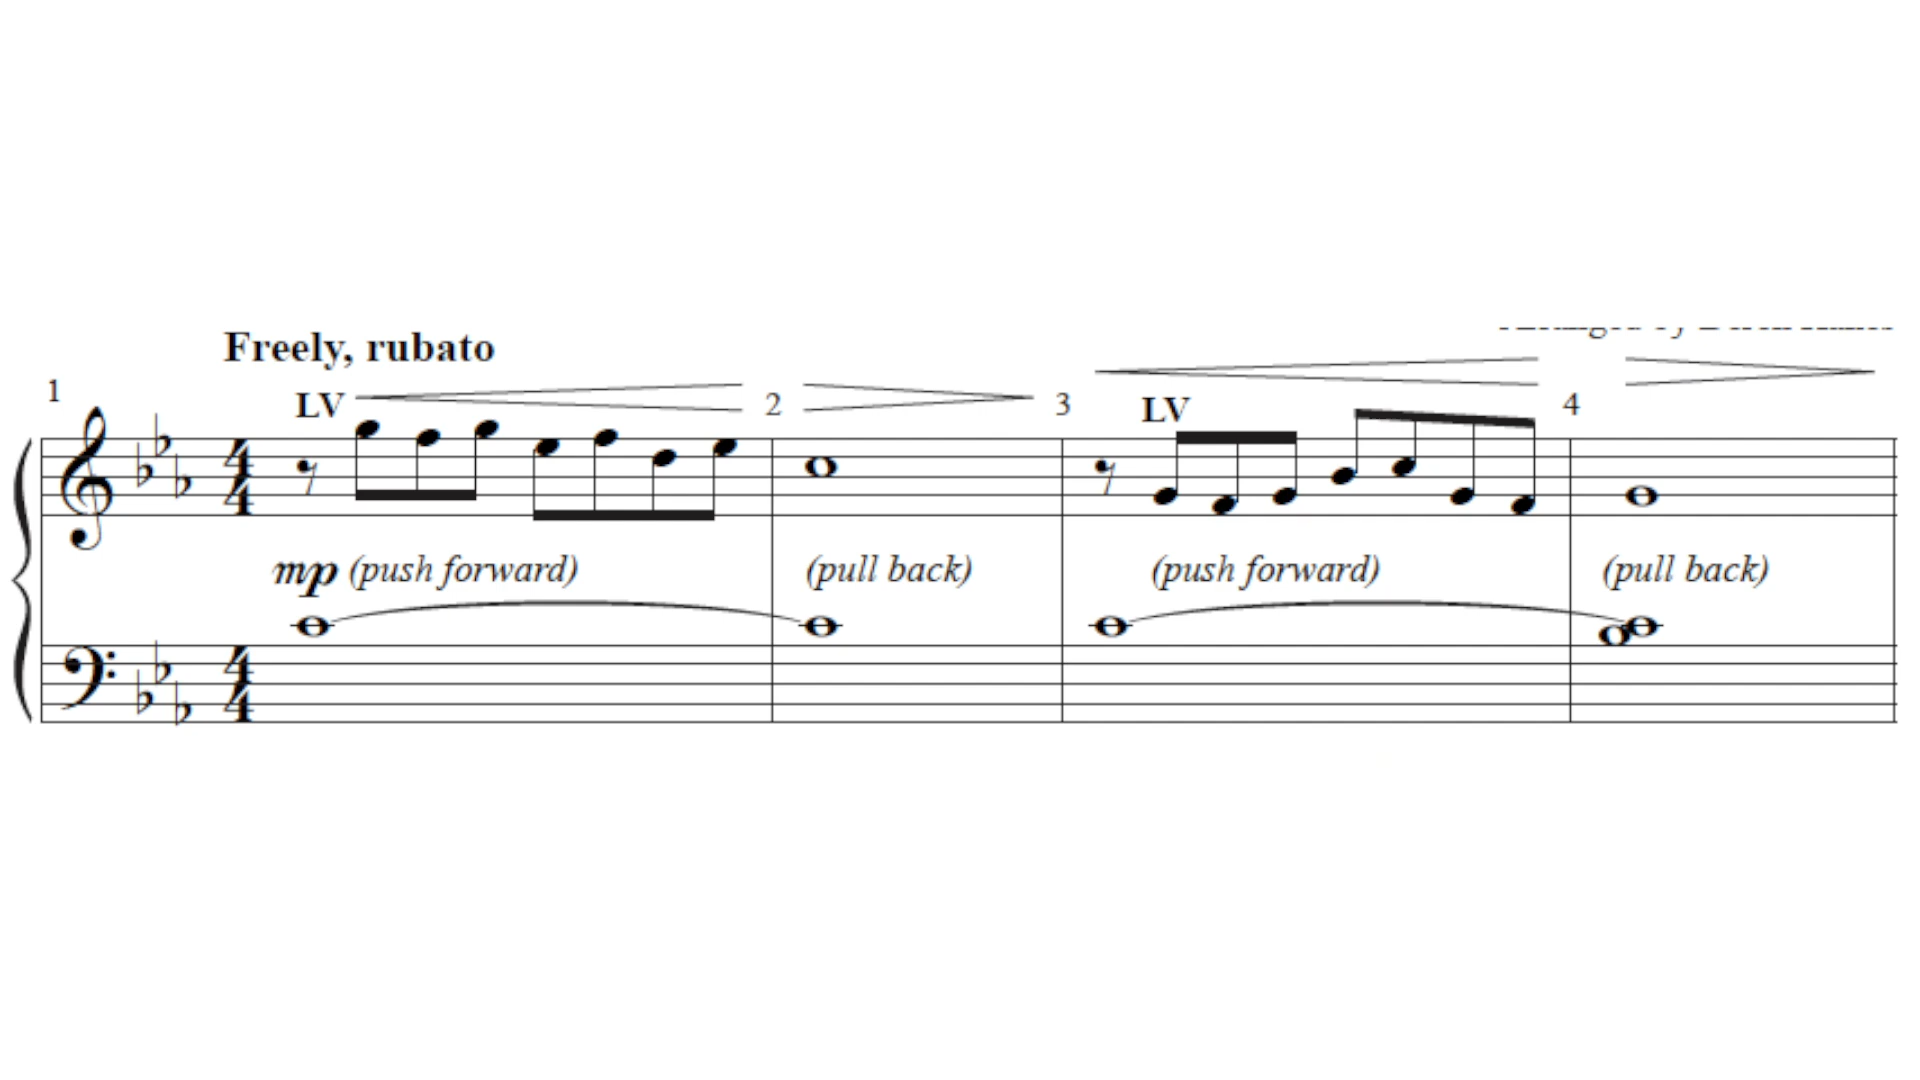 Freely, rubato
1
LV
2
3
LV
4
mp (push forward)
(pull back)
(push forward)
(pull back)